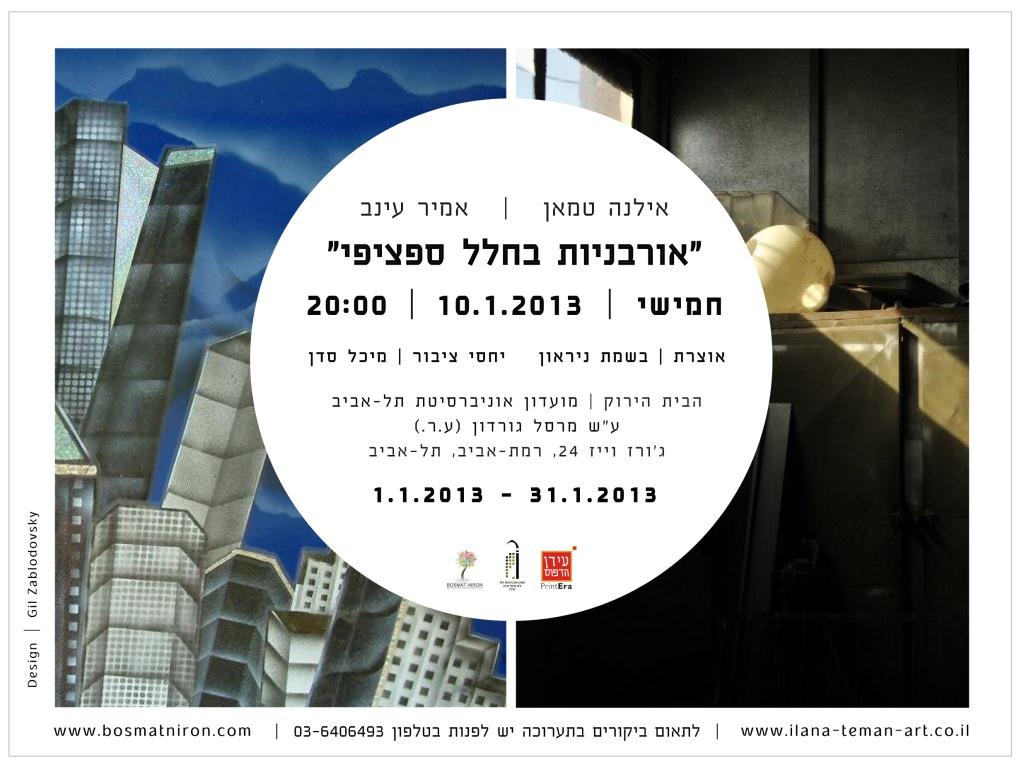 אילנה טמאן | אמיר עינב
"אורבניות בחלל ספציפי"
חמישי | 10.1.2013 | 20:00
אוצרת | בשמת ניראון יחסי ציבור | מיכל סדן
הבית הירוק | מועדון אוניברסיטת תל-אביב
ע"ש מרסל גורדון (ע.ר.)
ג'ורז וייז 24, רמת-אביב, תל-אביב
1.1.2013 - 31.1.2013
BOSMAT NIRON
עידן
הדפוס
PrintEra
Design | Gil Zablodovsky
www.ilana-teman-art.co.il | לתאום ביקורים בתערוכה יש לפנות בטלפון 03-6406493 | www.bosmatniron.com